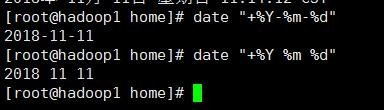 [root@hadoop1 home]# date "+%Y-%m-%d"
2018-11-11
[root@hadoop1 home]# date "+%Y %m %d"
2018 11 11
[root@hadoop1 home]#